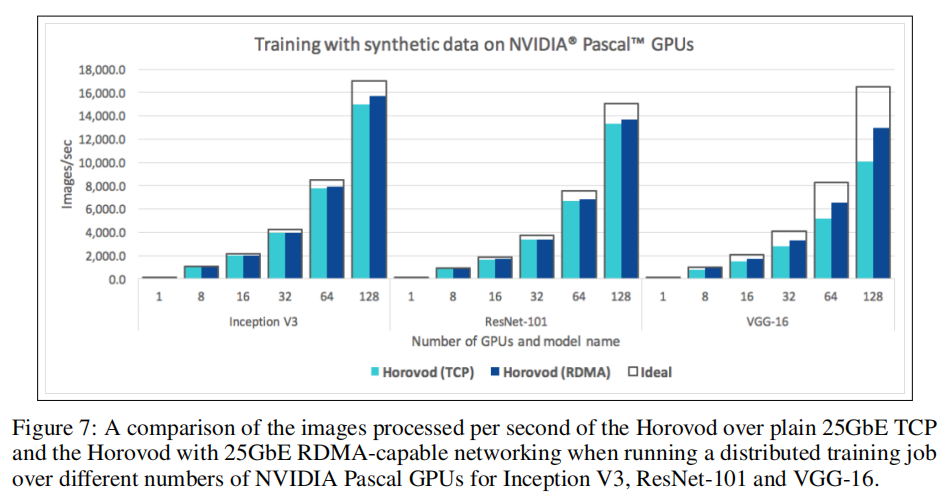 Training with synthetic data on NVIDIA® Pascal™ GPUs
18,000.0
16,000.0
14,000.0
12,000.0
10,000.0
8,000.0
6,000.0
4,000.0
2,000.0
0.0
Images/sec
1 8 16 32 64 128 1 8 16 32 64 128 1 8 16 32 64 128
Inception V3 ResNet-101 VGG-16
Number of GPUs and model name
Horovod (TCP) Horovod (RDMA) Ideal
Figure 7: A comparison of the images processed per second of the Horovod over plain 25GbE TCP
and the Horovod with 25GbE RDMA-capable networking when running a distributed training job
over different numbers of NVIDIA Pascal GPUs for Inception V3, ResNet-101 and VGG-16.